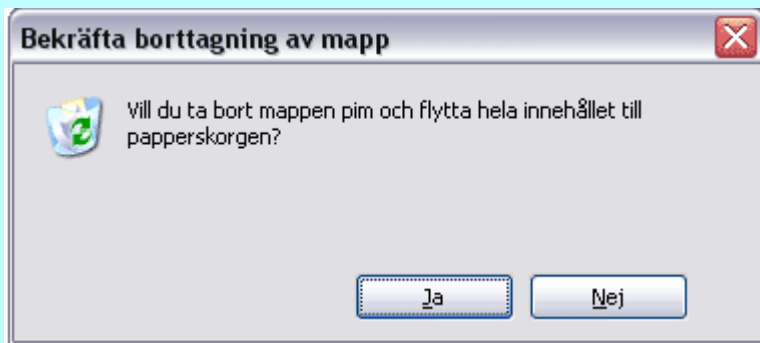 Bekräfta borttagning av mapp
Vill du ta bort mappen pim och flytta hela innehållet till
papperskorgen?
Ja
Nej